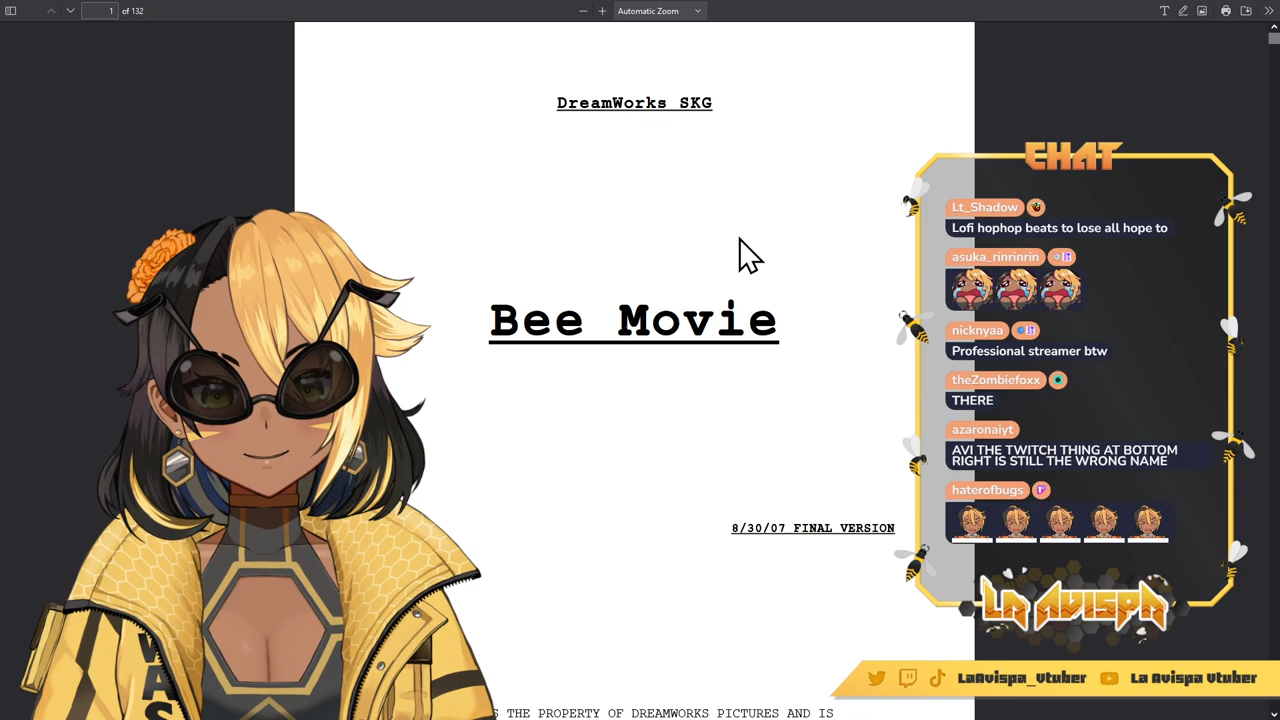 1 of 132
Automatic Zoom
DreamWorks SKG
Bee Movie
8/30/07 FINAL VERSION
THE PROPERTY OF DREAMWORKS PICTURES AND IS
CHAT
Lt_Shadow
Lofi hophop beats to lose all hope to
asuka_rinrinrin
nicknyaa
Professional streamer btw
theZombiefoxx
THERE
azaronaiyt
AVI THE TWITCH THING AT BOTTOM
RIGHT IS STILL THE WRONG NAME
haterofbugs
LA AVISPA
LaAvispa_Vtuber
La Avispa Vtuber